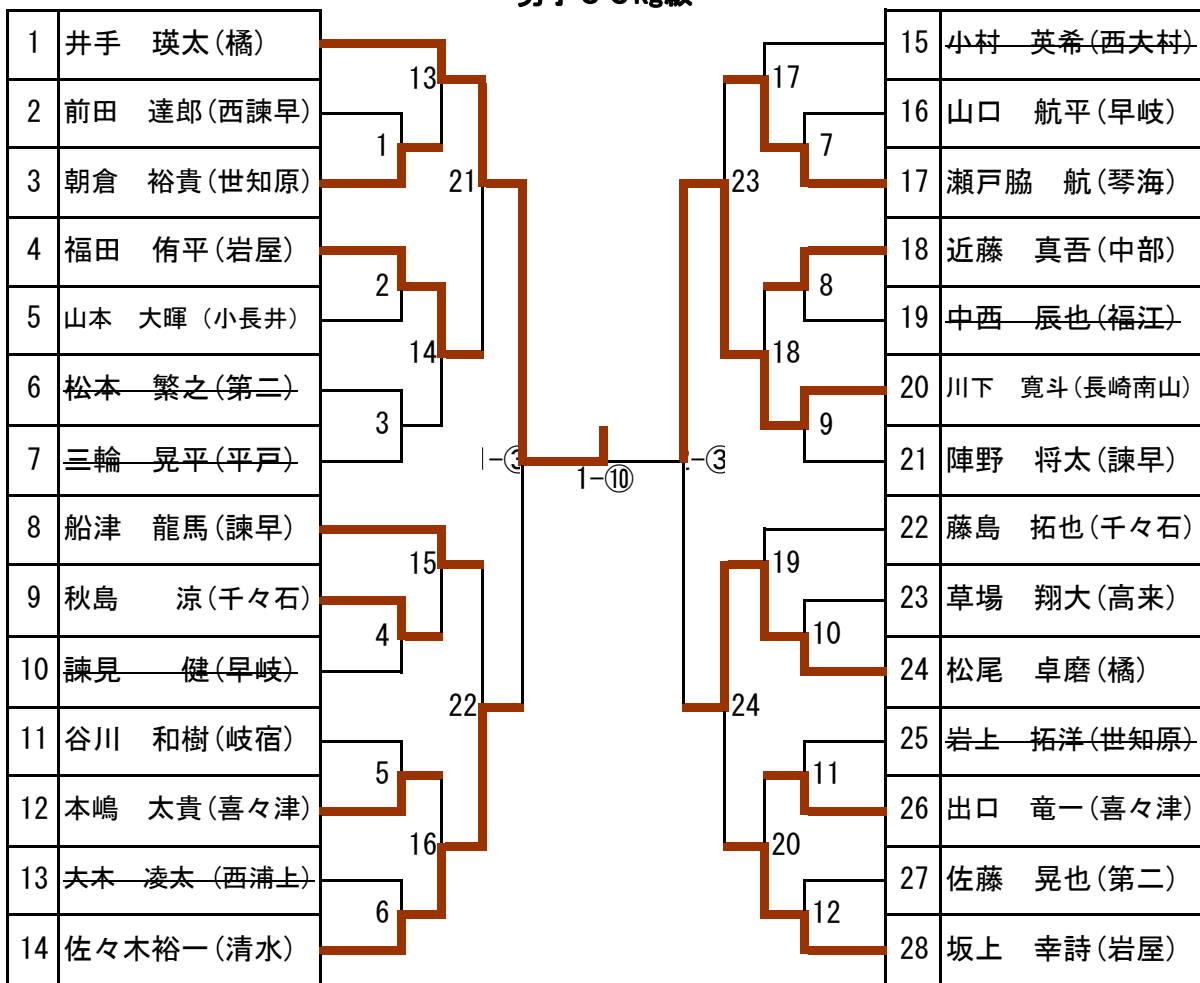 kg級
1 井手 瑛太(橘)
2 前田 達郎(西諫早)
3 朝倉 裕貴(世知原)
4 福田 侑平(岩屋)
5 山本 大暉（小長井）
6 松本 繁之(第二)
7 三輪 晃平(平戸)
8 船津 龍馬(諫早)
9 秋島 涼(千々石)
10 諫見 健(早岐)
11 谷川 和樹(岐宿)
12 本嶋 太貴(喜々津)
13 大木 凌太（西浦上)
14 佐々木裕一(清水)
13
1
21
2
14
3
15
4
22
5
16
6
1-⑩
-③
17
7
23
8
18
9
19
10
24
11
20
12
15 小村 英希(西大村)
16 山口 航平(早岐)
17 瀬戸脇 航(琴海)
18 近藤 真吾(中部)
19 中西 辰也(福江)
20 川下 寛斗(長崎南山)
21 陣野 将太(諫早)
22 藤島 拓也(千々石)
23 草場 翔大(高来)
24 松尾 卓磨(橘)
25 岩上 拓洋(世知原)
26 出口 竜一(喜々津)
27 佐藤 晃也(第二)
28 坂上 幸詩(岩屋)